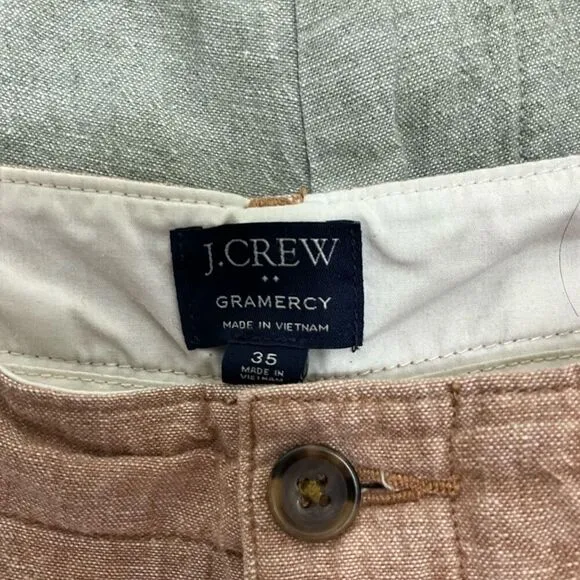 J.CREW
GRAMERCY
MADE IN VIETNAM
35
MADE IN
VIETNAM